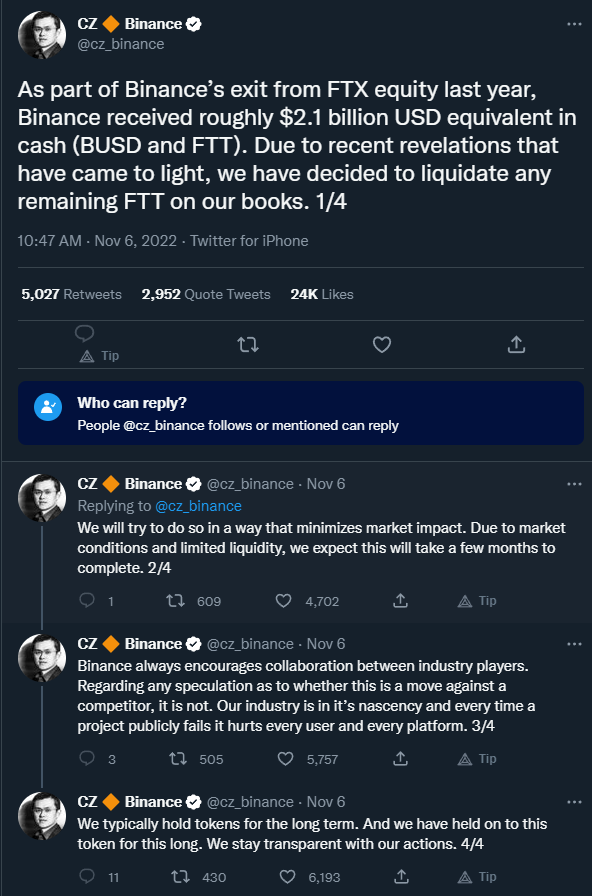 CZ 🔶 Binance
@cz_binance
As part of Binance’s exit from FTX equity last year,
Binance received roughly $2.1 billion USD equivalent in
cash (BUSD and FTT). Due to recent revelations that
have came to light, we have decided to liquidate any
remaining FTT on our books. 1/4
10:47 AM · Nov 6, 2022 · Twitter for iPhone
5,027 Retweets 2,952 Quote Tweets 24K Likes
Tip
Who can reply?
People @cz_binance follows or mentioned can reply
CZ 🔶 Binance @cz_binance · Nov 6
Replying to @cz_binance
We will try to do so in a way that minimizes market impact. Due to market
conditions and limited liquidity, we expect this will take a few months to
complete. 2/4
1 609 4,702 Tip
CZ 🔶 Binance @cz_binance · Nov 6
Binance always encourages collaboration between industry players.
Regarding any speculation as to whether this is a move against a
competitor, it is not. Our industry is in it’s nascency and every time a
project publicly fails it hurts every user and every platform. 3/4
3 505 5,757 Tip
CZ 🔶 Binance @cz_binance · Nov 6
We typically hold tokens for the long term. And we have held on to this
token for this long. We stay transparent with our actions. 4/4
11 430 6,193 Tip